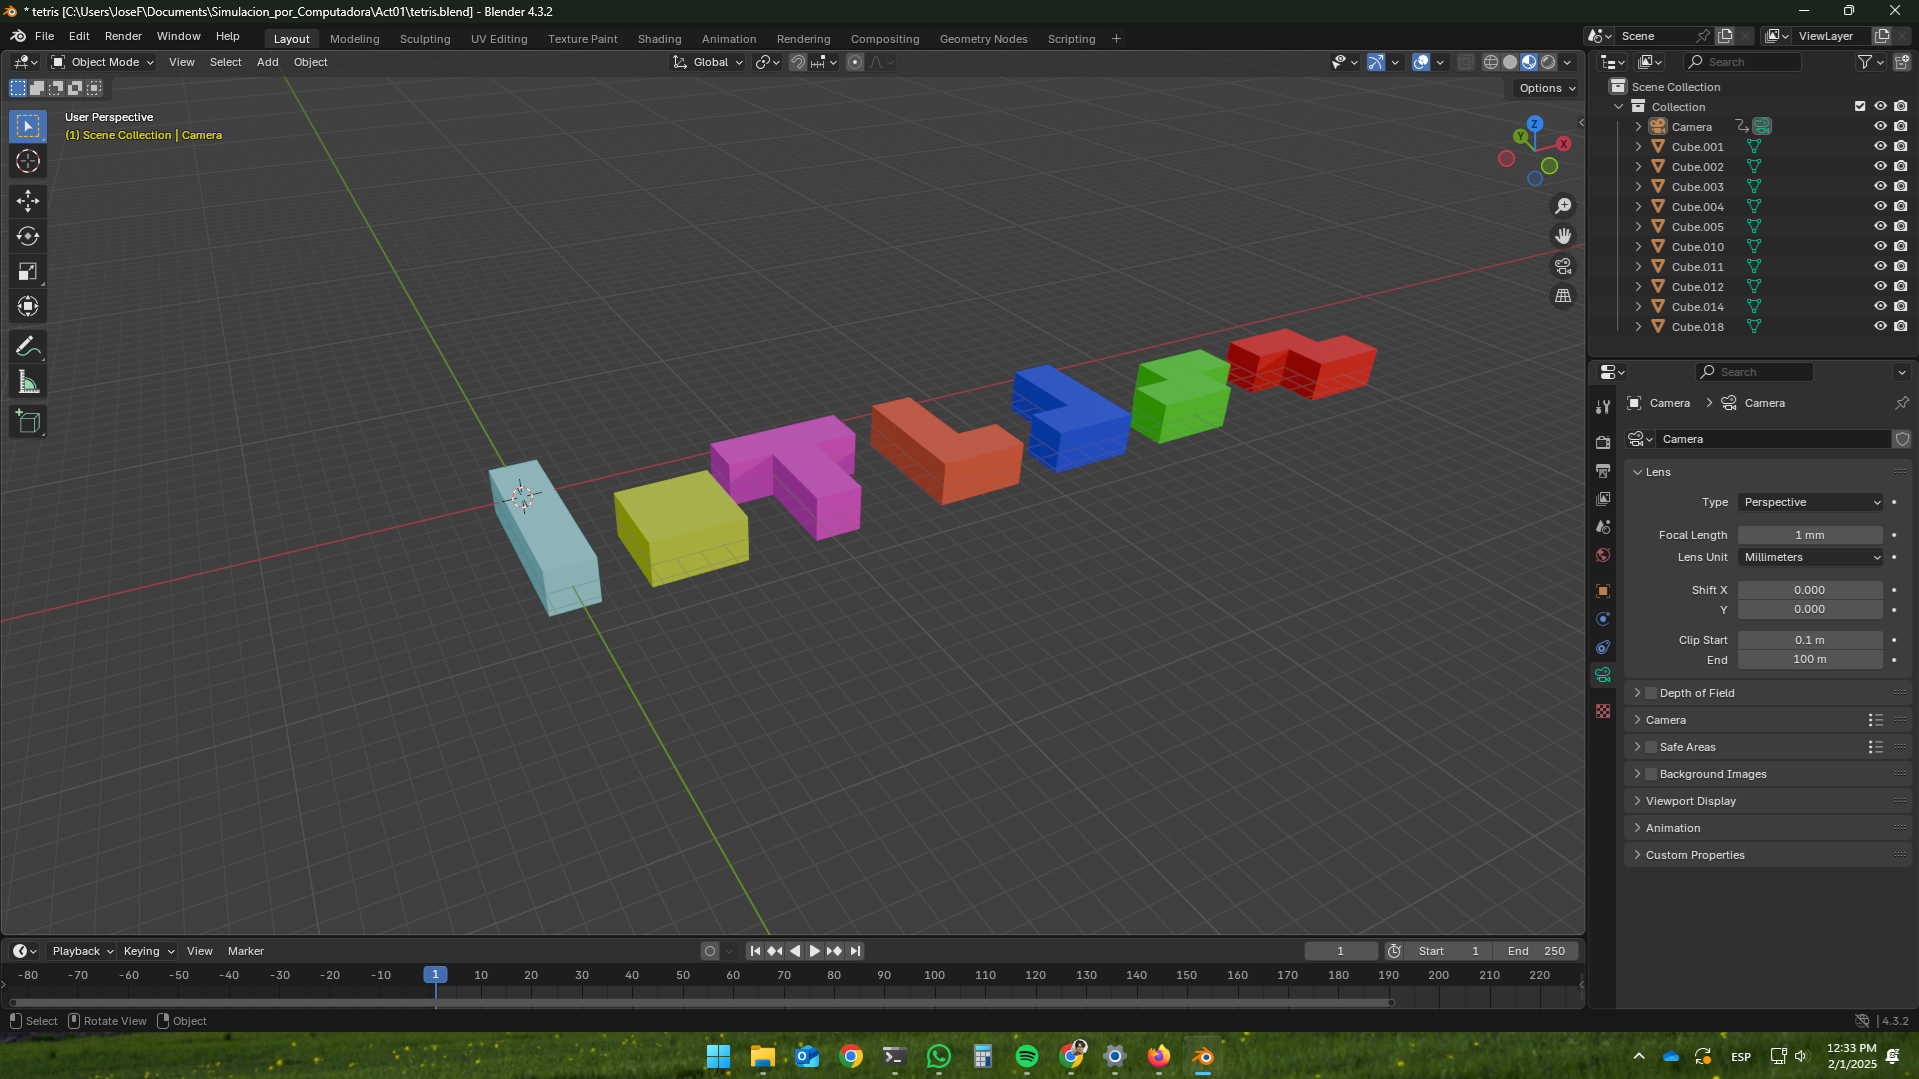 * tetris [C:\Users\JoseF\Documents\Simulacion_por_Computadora\Act01\tetris.blend] - Blender 4.3.2
File Edit Render Window Help
Layout Modeling Sculpting UV Editing Texture Paint Shading Animation Rendering Compositing Geometry Nodes Scripting +
Scene
ViewLayer
Object Mode View Select Add Object
Global
Options
User Perspective
(1) Scene Collection | Camera
Z
Y
X
Search
Scene Collection
Collection
Camera
Cube.001
Cube.002
Cube.003
Cube.004
Cube.005
Cube.010
Cube.011
Cube.012
Cube.014
Cube.018
Search
Camera > Camera
Camera
Lens
Type Perspective
Focal Length 1 mm
Lens Unit Millimeters
Shift X 0.000
Y 0.000
Clip Start 0.1 m
End 100 m
Depth of Field
Camera
Safe Areas
Background Images
Viewport Display
Animation
Custom Properties
Playback Keying View Marker
1
Start 1
End 250
-80 -70 -60 -50 -40 -30 -20 -10 1 10 20 30 40 50 60 70 80 90 100 110 120 130 140 150 160 170 180 190 200 210 220
Select Rotate View Object
4.3.2
ESP
12:33 PM
2/1/2025